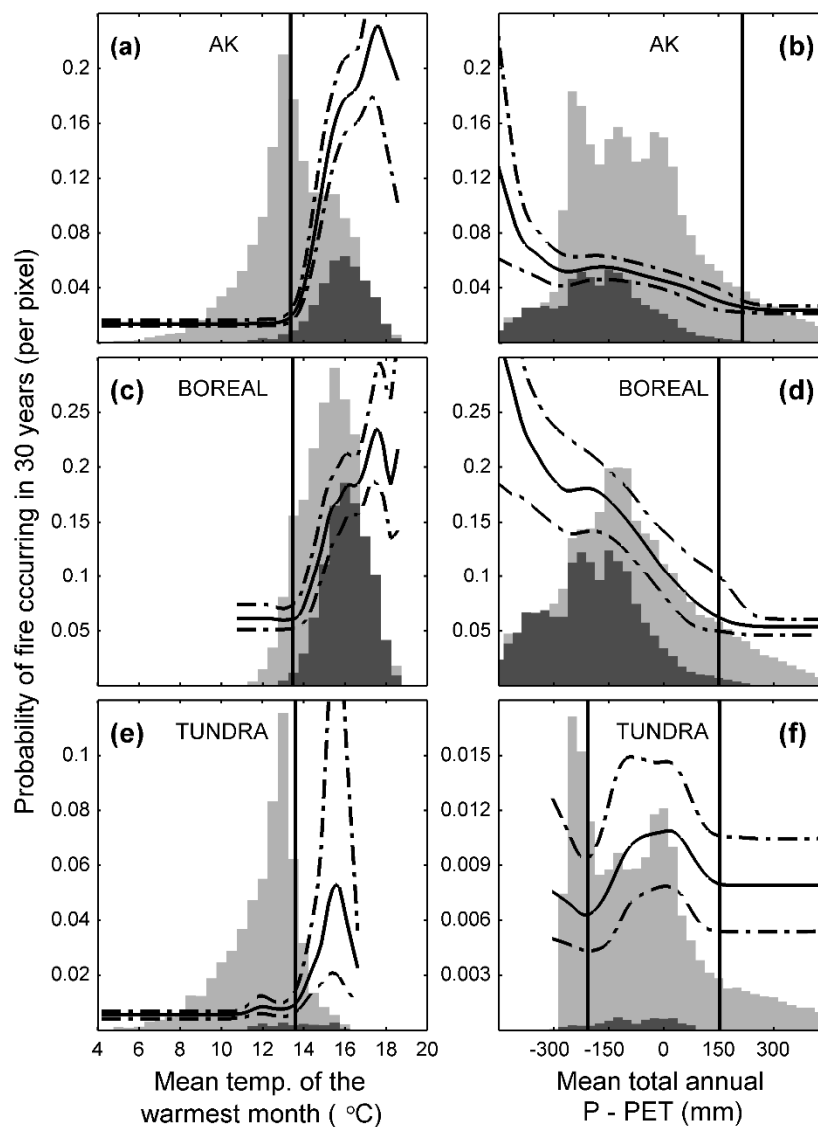 Probability of fire cccurring in 30 years (per pixel)
(a) AK
0.2
0.16
0.12
0.08
0.04
(b) AK
0.2
0.16
0.12
0.08
0.04
(c) BOREAL
0.25
0.2
0.15
0.1
0.05
(d) BOREAL
0.25
0.2
0.15
0.1
0.05
(e) TUNDRA
0.1
0.08
0.06
0.04
0.02
4 6 8 10 12 14 16 18 20
Mean temp. of the
warmest month ( °C)
(f) TUNDRA
0.015
0.012
0.009
0.006
0.003
-300 -150 0 150 300
Mean total annual
P - PET (mm)